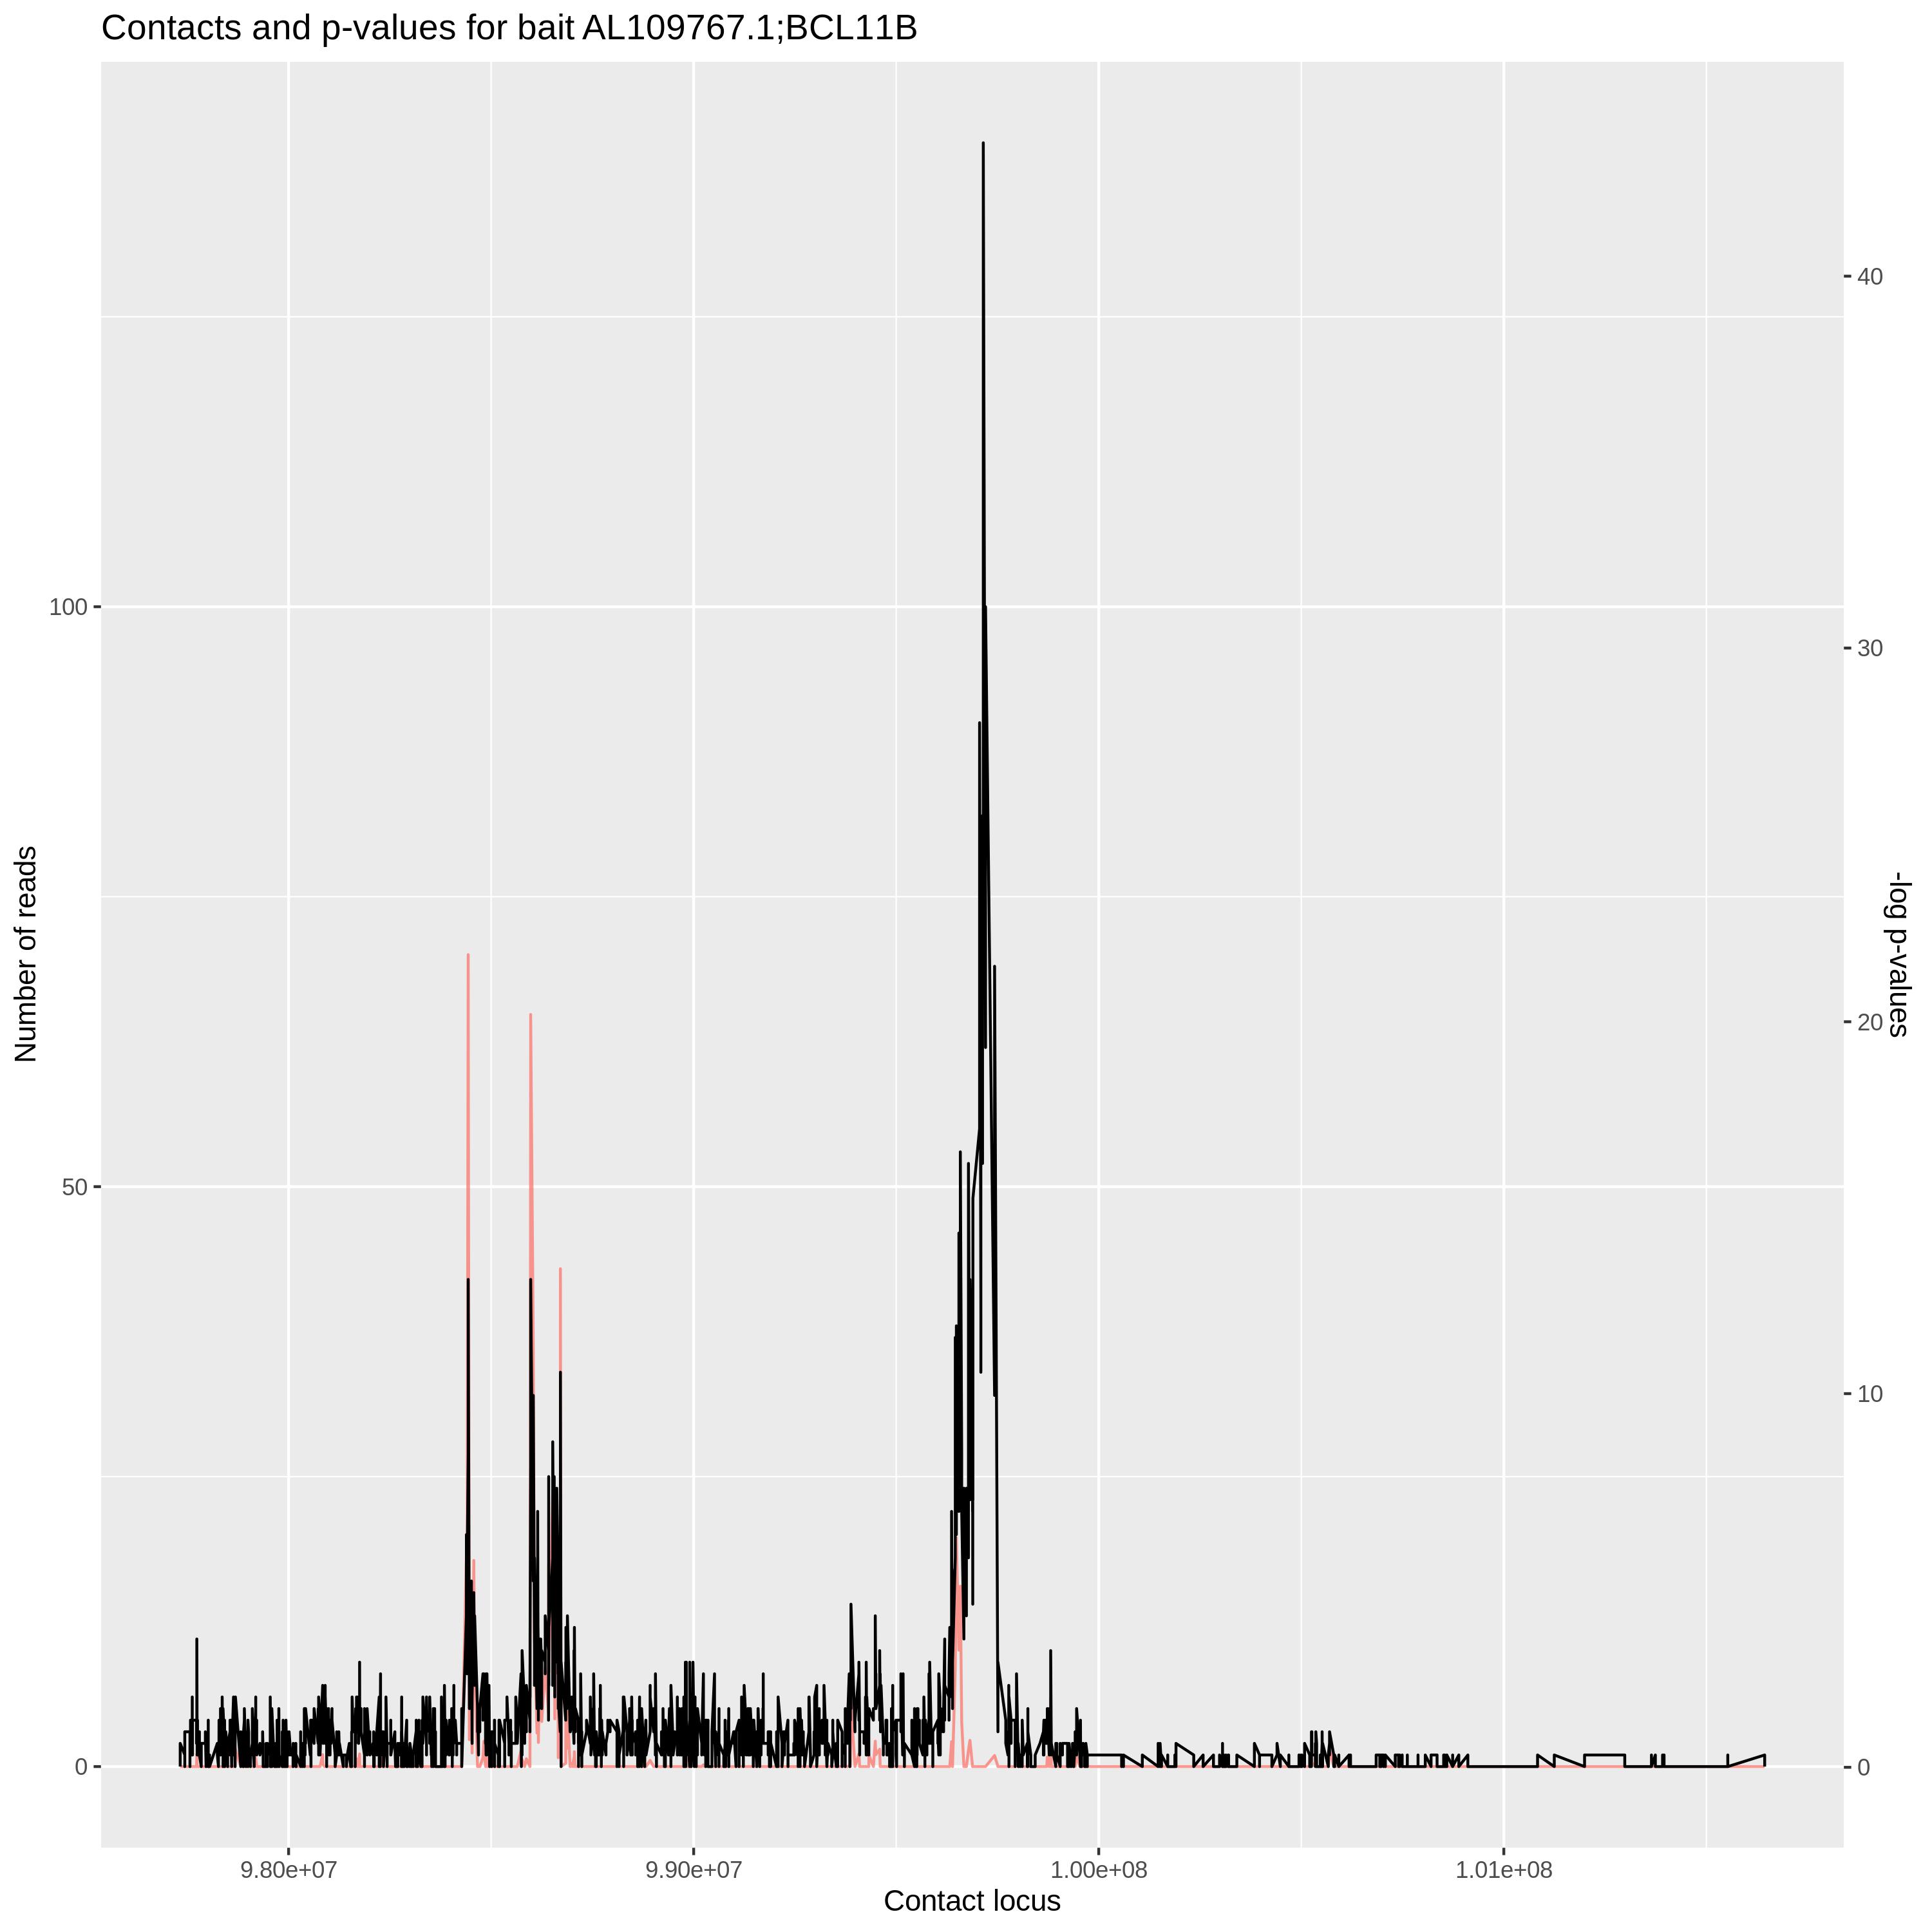 Contacts and p-values for bait AL109767.1;BCL11B
Number of reads
100
50
0
40
30
20
10
0
-log p-values
9.80e+07
9.90e+07
1.00e+08
1.01e+08
Contact locus